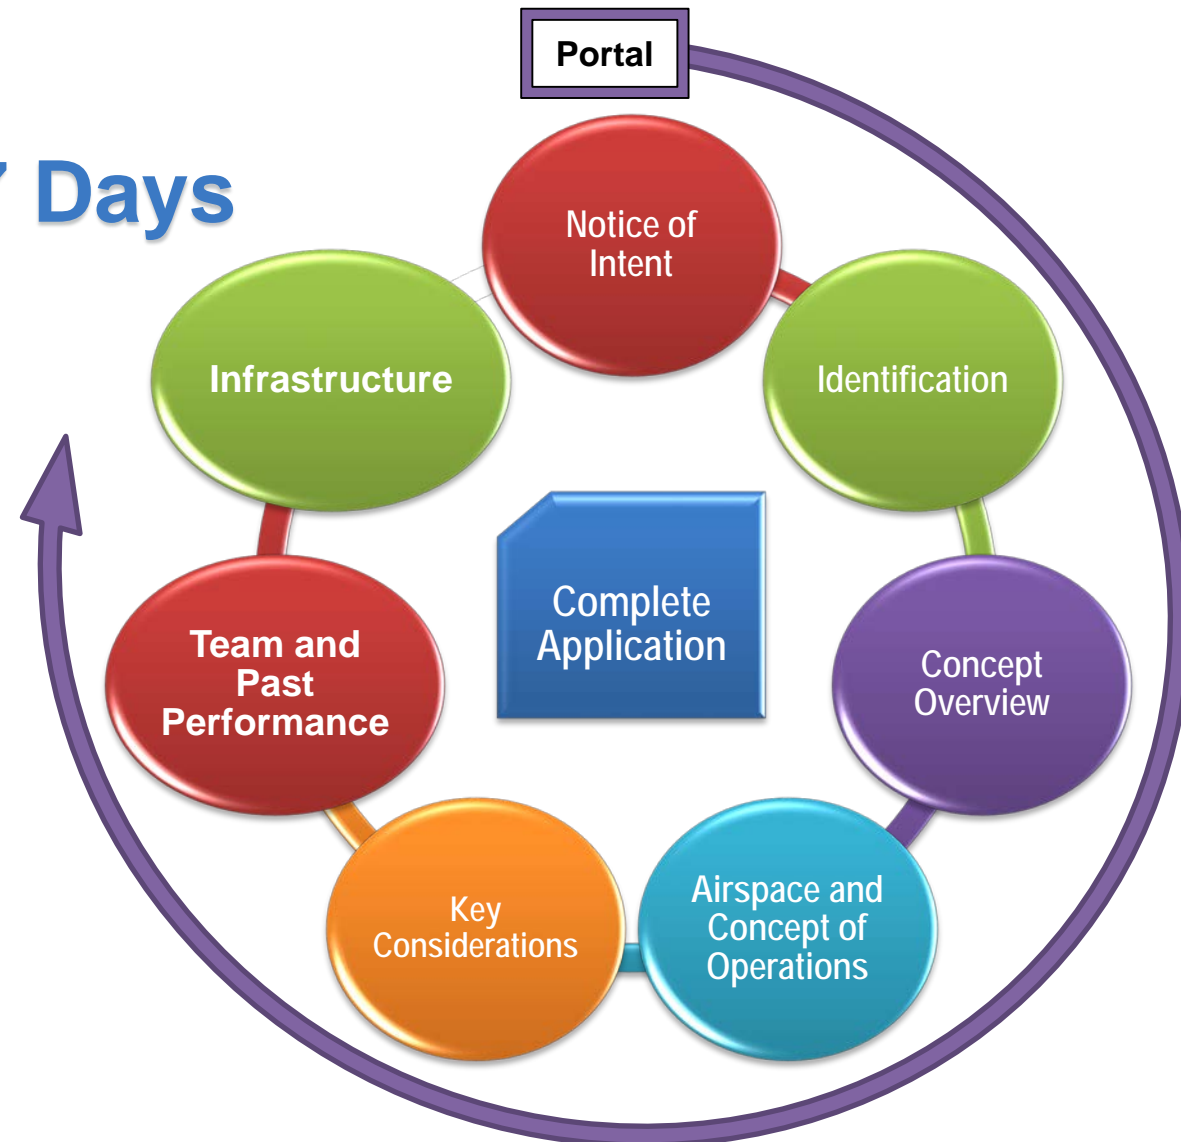 Portal
Days
Notice of
Intent
Identification
Concept
Overview
Airspace and
Concept of
Operations
Key
Considerations
Team and
Past
Performance
Infrastructure
Complete
Application